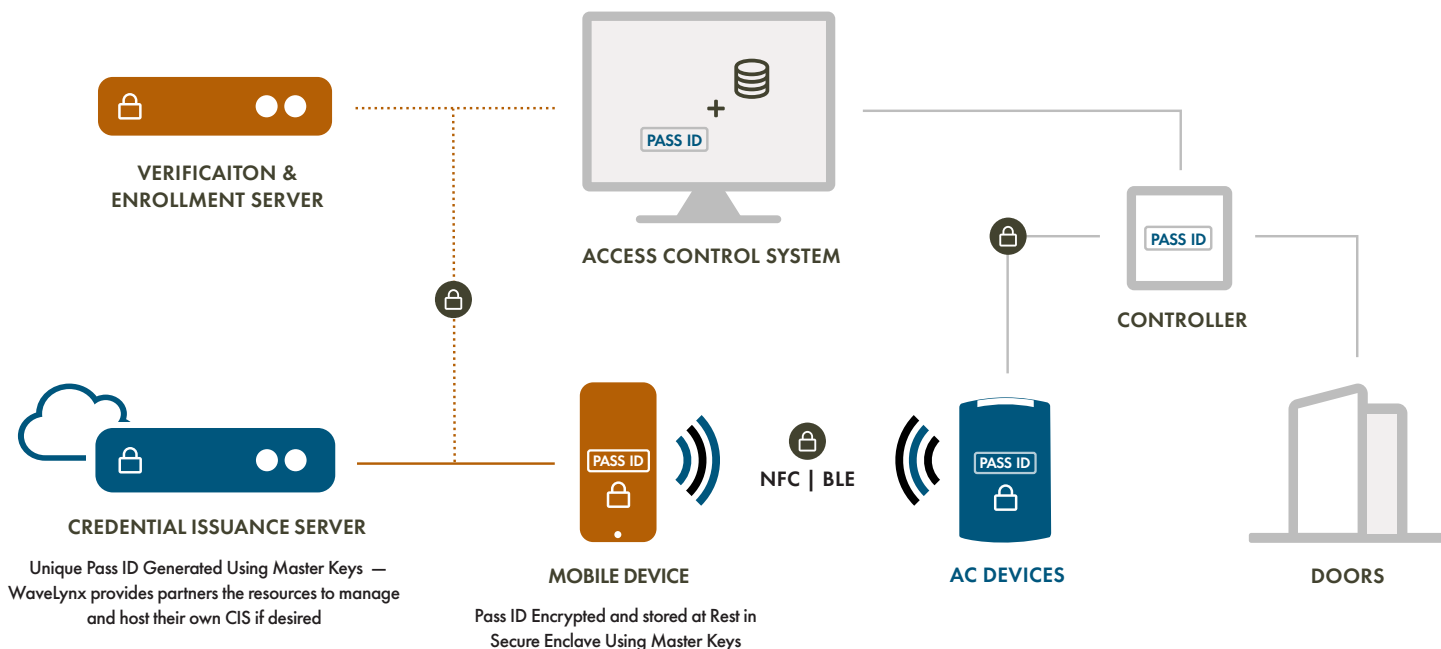 PASS ID
VERIFICAITON &
ENROLLMENT SERVER
ACCESS CONTROL SYSTEM
PASS ID
CONTROLLER
PASS ID
NFC | BLE
PASS ID
CREDENTIAL ISSUANCE SERVER
Unique Pass ID Generated Using Master Keys —
WaveLynx provides partners the resources to manage
and host their own CIS if desired
MOBILE DEVICE
Pass ID Encrypted and stored at Rest in
Secure Enclave Using Master Keys
AC DEVICES
DOORS